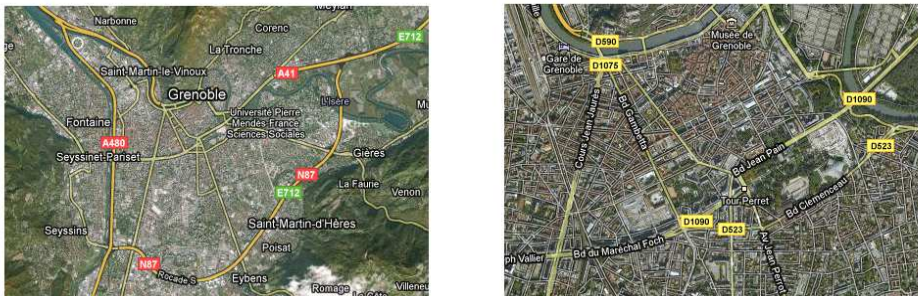 Narbonne
Meylan
Corenc
E712
La Tronche
A41
Saint-Martin-le-Vinoux
Grenoble
L'Isère
Université Pierre
Mendès-France
Sciences Sociales
Fontaine
A480
Seyssinet-Pariset
Gières
N87
E712
La Faurie
Venon
Saint-Martin-d'Hères
Seyssins
Poisat
N87
Rocade S
Eybens
Romage
Villeneu
D590
Musée de
Grenoble
Gare de
Grenoble
D1075
D1090
Cours Jean Jaurès
Bd Gambetta
Bd Jean Pain
D523
Tour Perret
Bd Clemenceau
D1090
D523
ph Vallier
Bd du Maréchal Foch
Av Jean Perrot